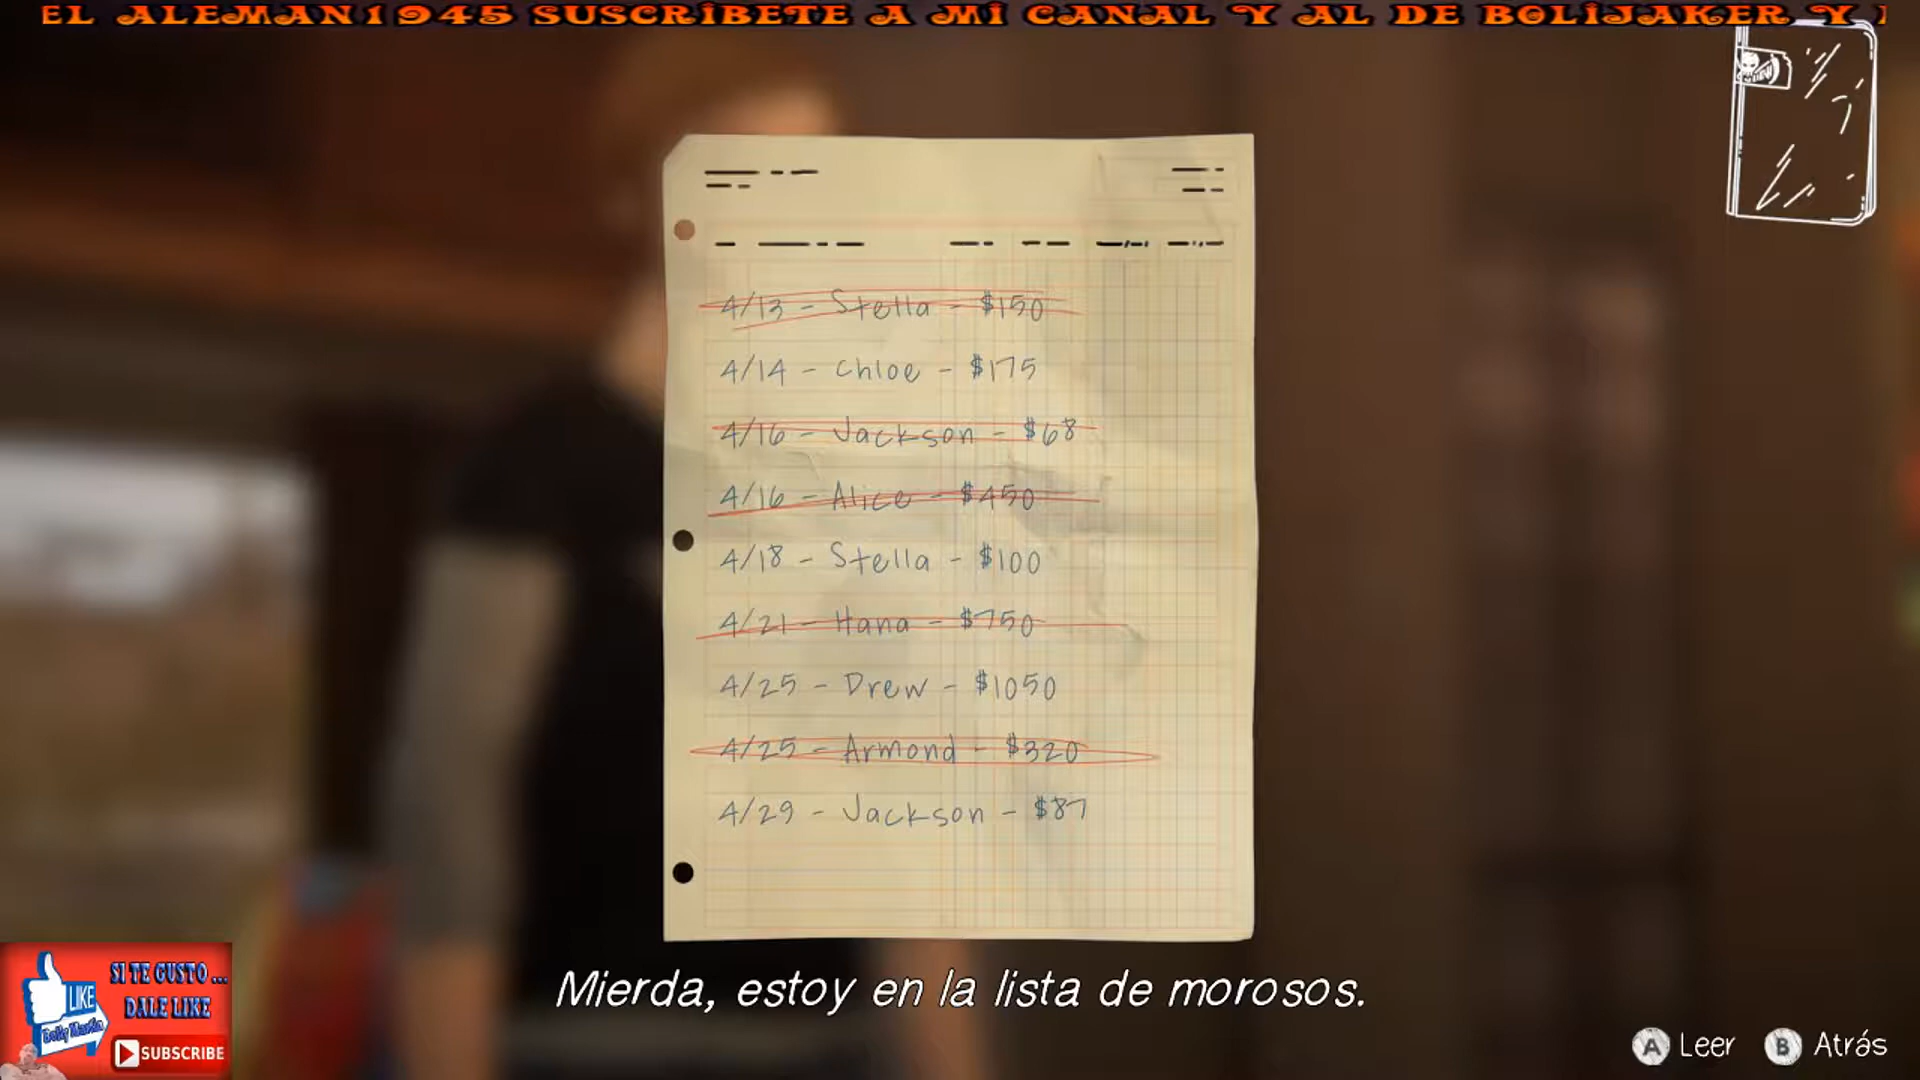 EL ALEMAN1945 SUSCRIBETE A MI CANAL Y AL DE BOLIJAKER Y
4/13 - Stella - $150
4/14 - Chloe - $175
4/16 - Jackson - $68
4/16 - Alice - $450
4/18 - Stella - $100
4/21 - Hana - $750
4/25 - Drew - $1050
4/25 - Armond - $320
4/29 - Jackson - $87
SI TE GUSTO ...
DALE LIKE
LIKE
SUBSCRIBE
Mierda, estoy en la lista de morosos.
A Leer B Atrás